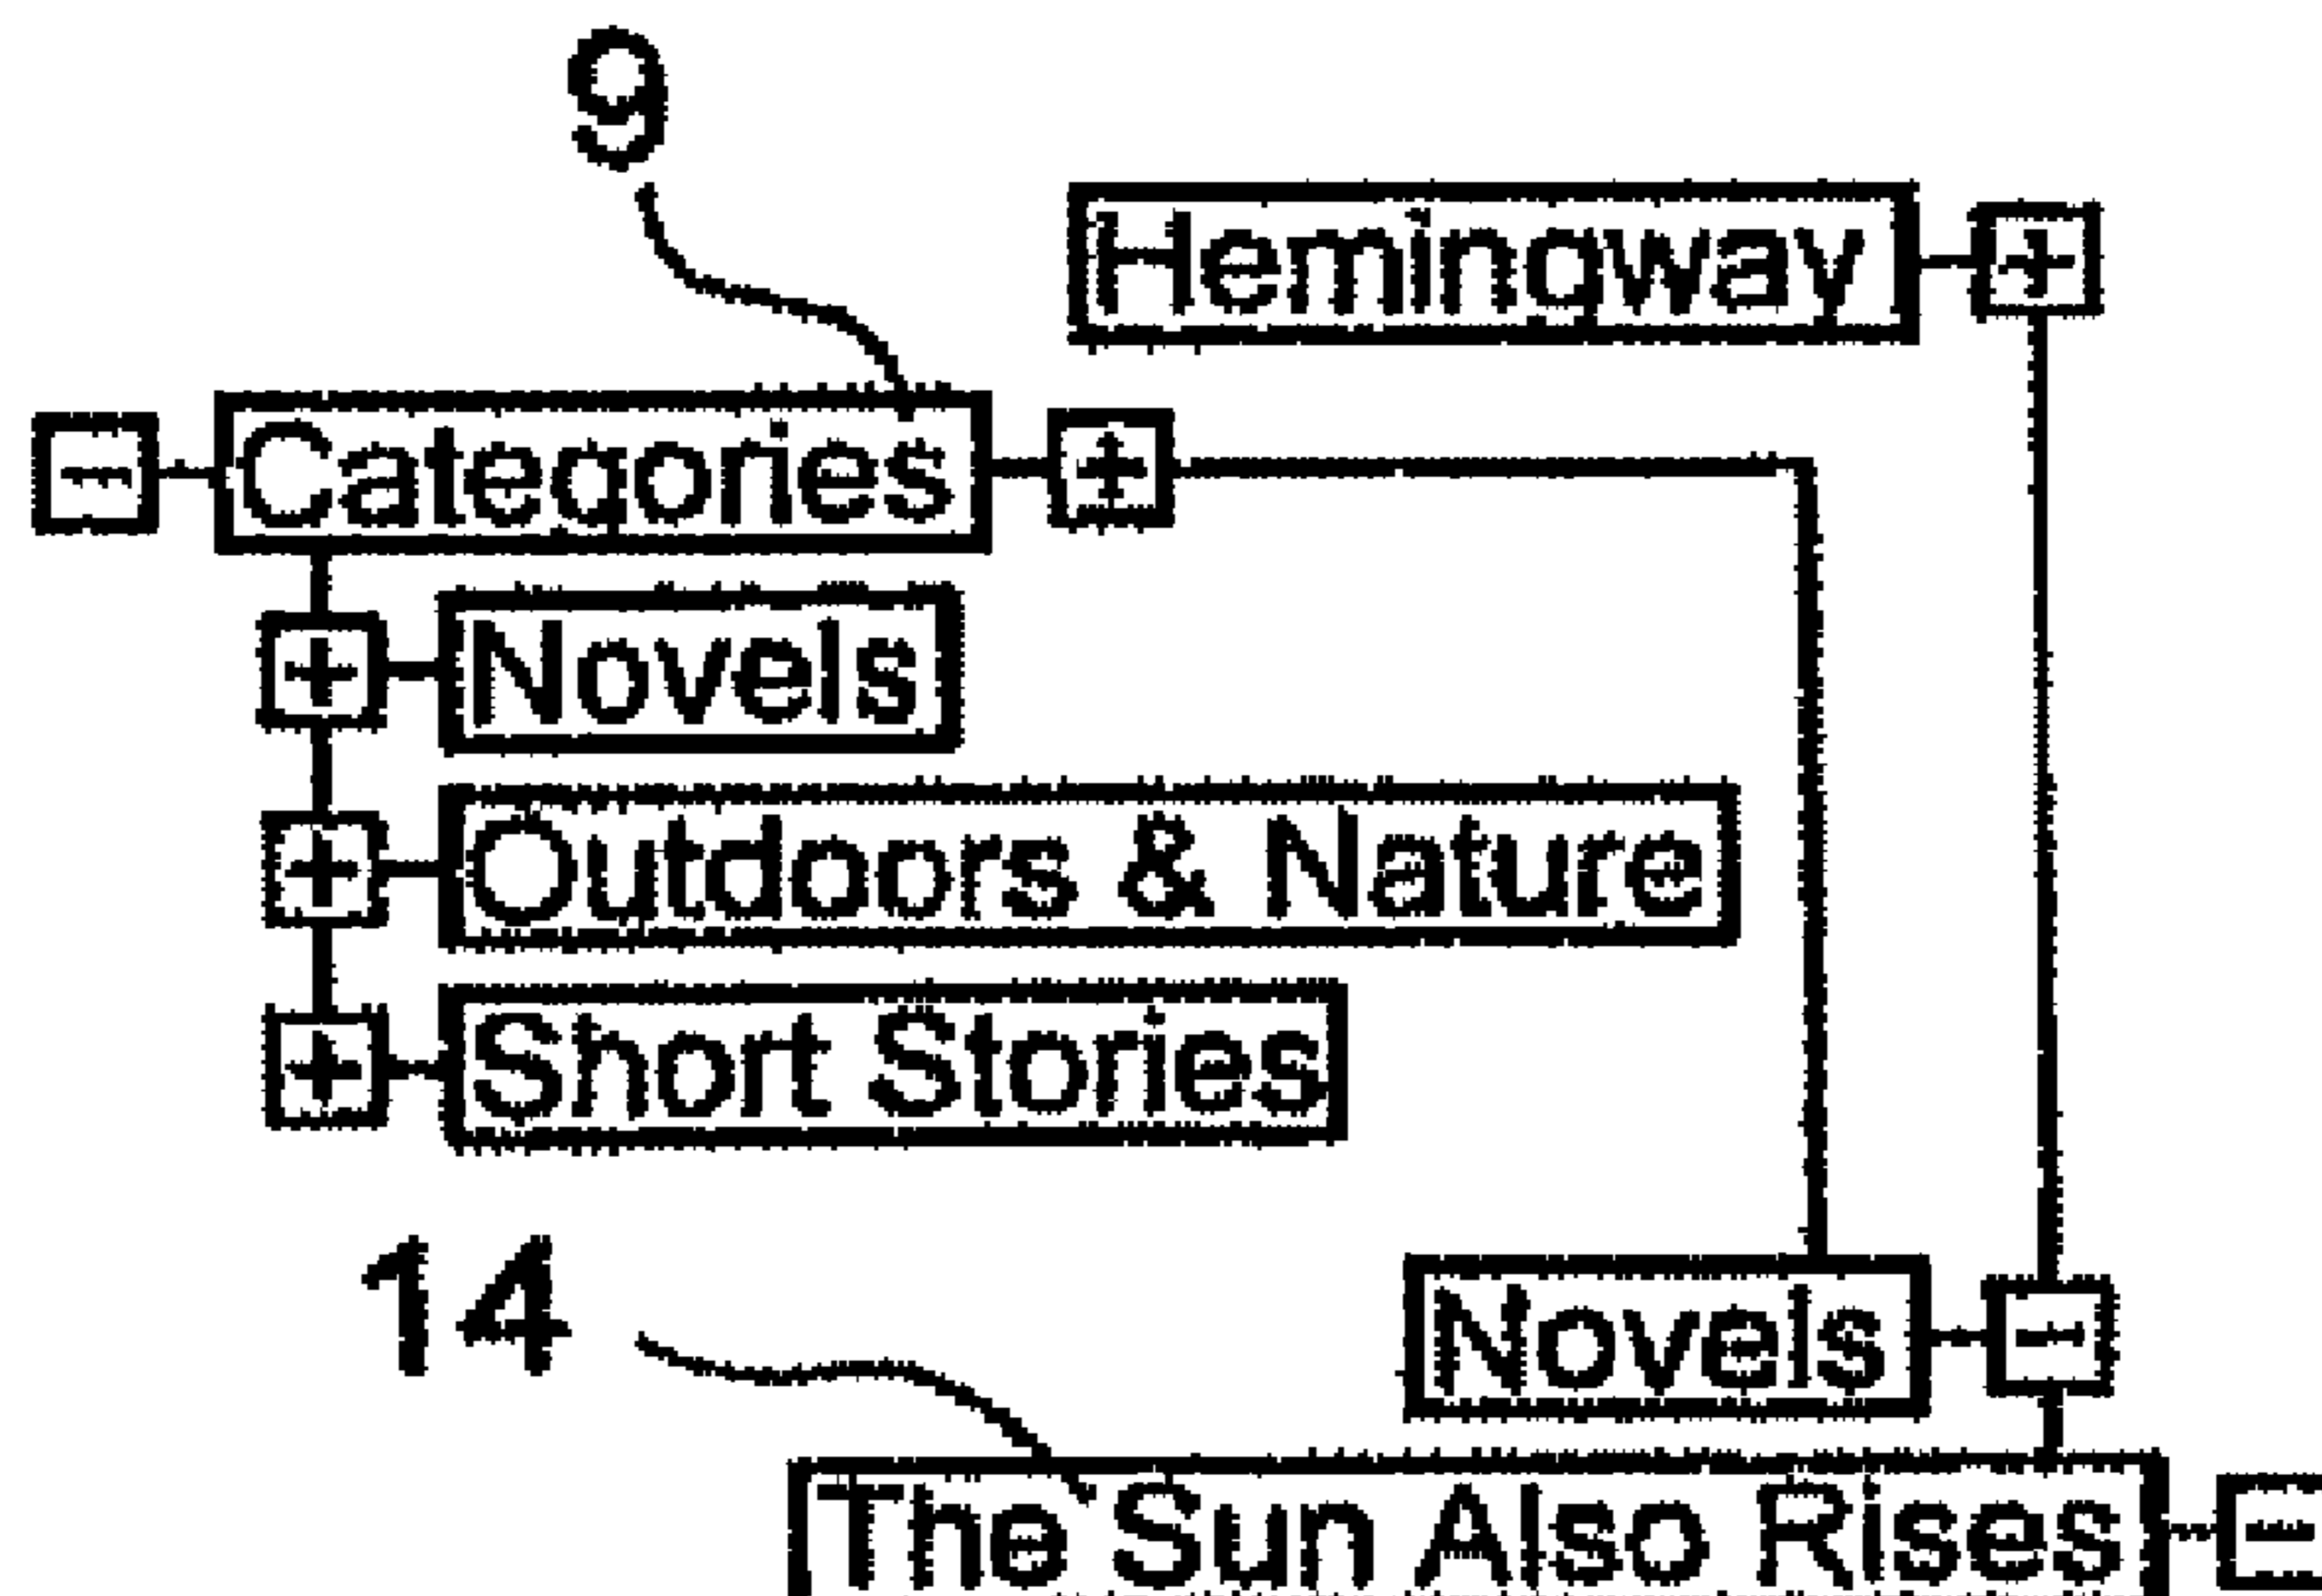 9
Hemingway +
- Categories +
+ Novels
+ Outdoors & Nature
+ Short Stories
14
Novels -
The Sun Also Rises -